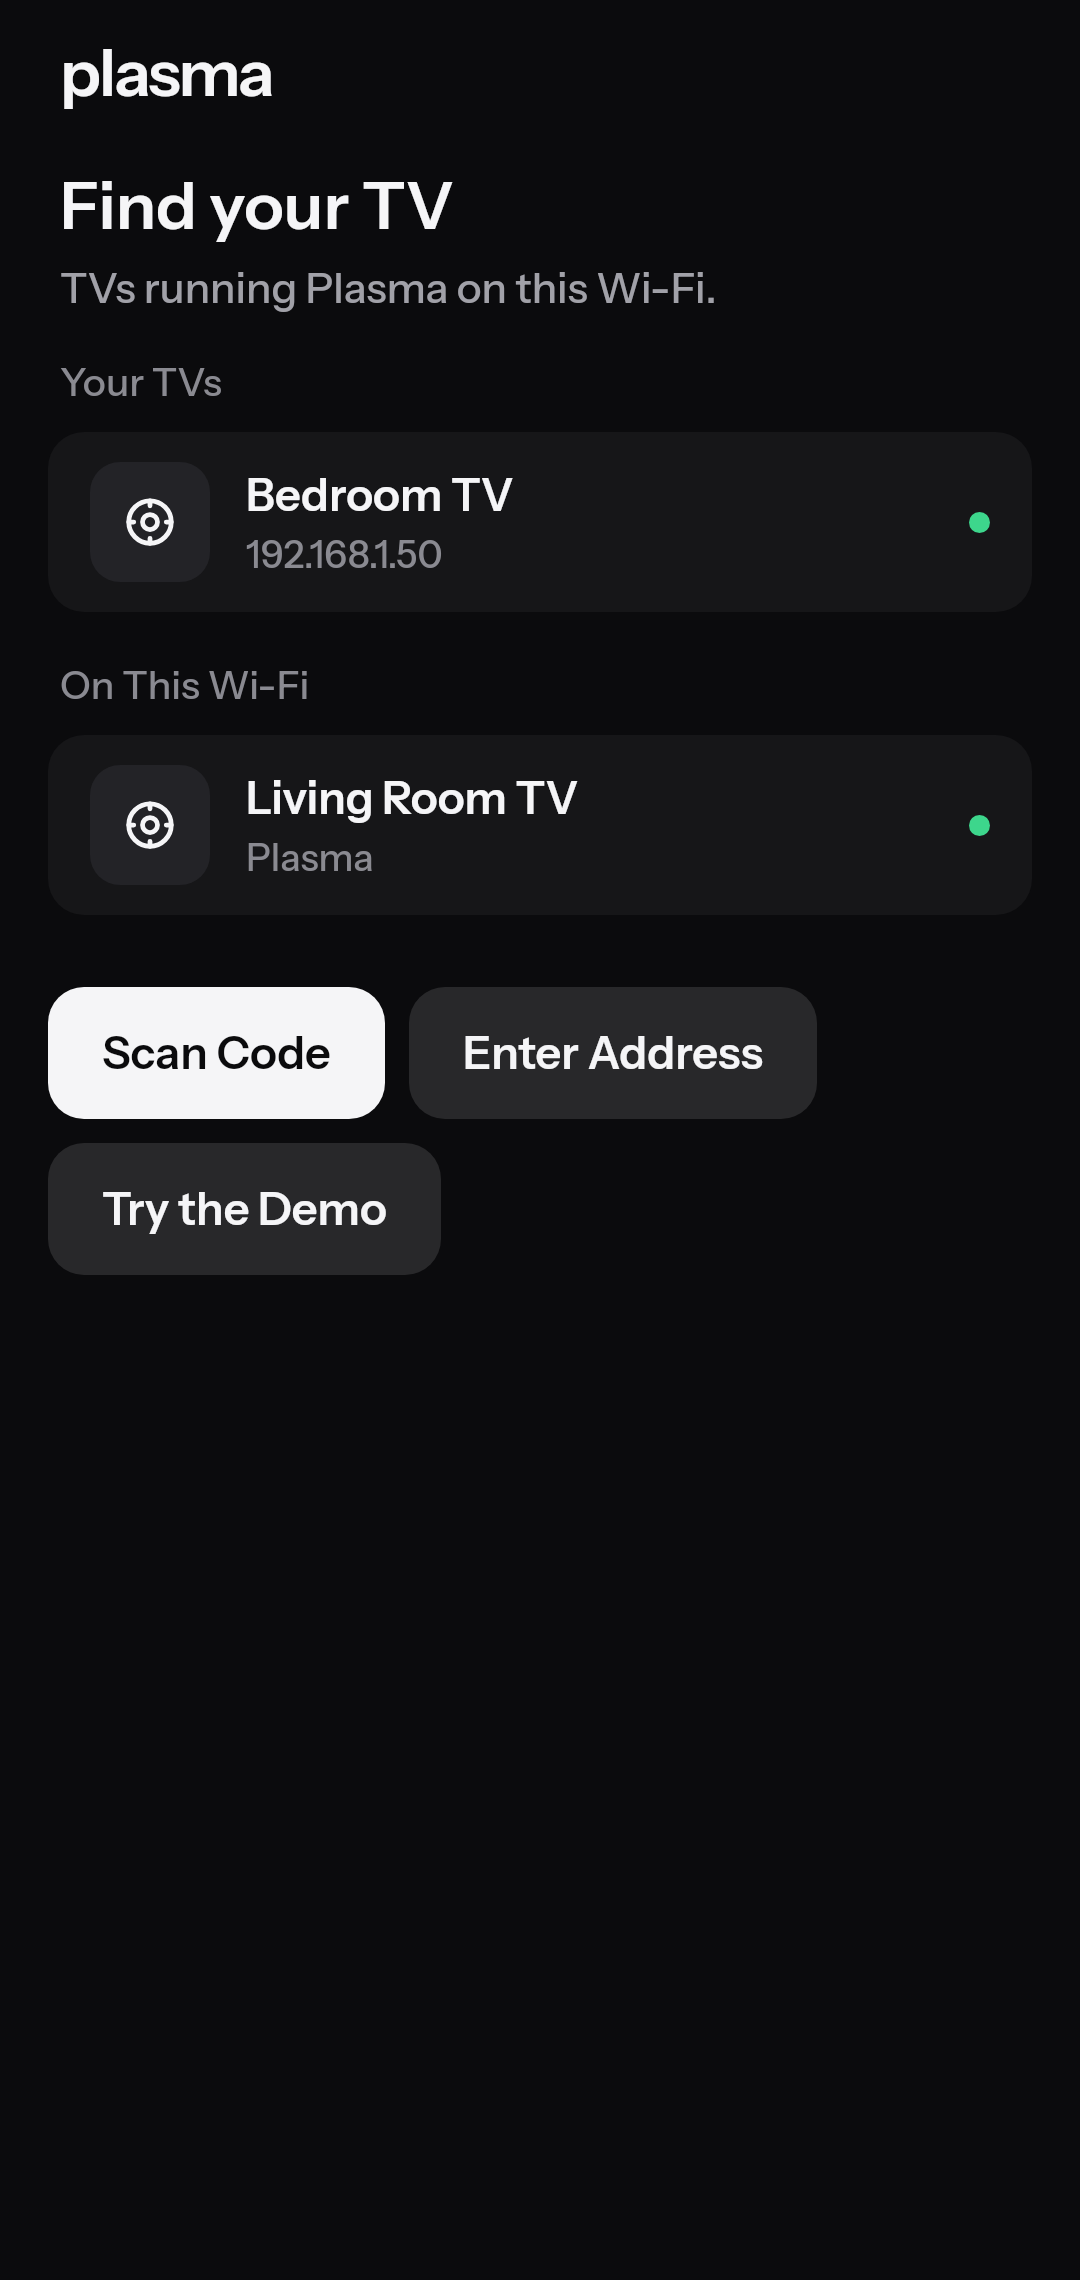 plasma
Find your TV
TVs running Plasma on this Wi-Fi.
Your TVs
Bedroom TV
192.168.1.50
On This Wi-Fi
Living Room TV
Plasma
Scan Code
Enter Address
Try the Demo